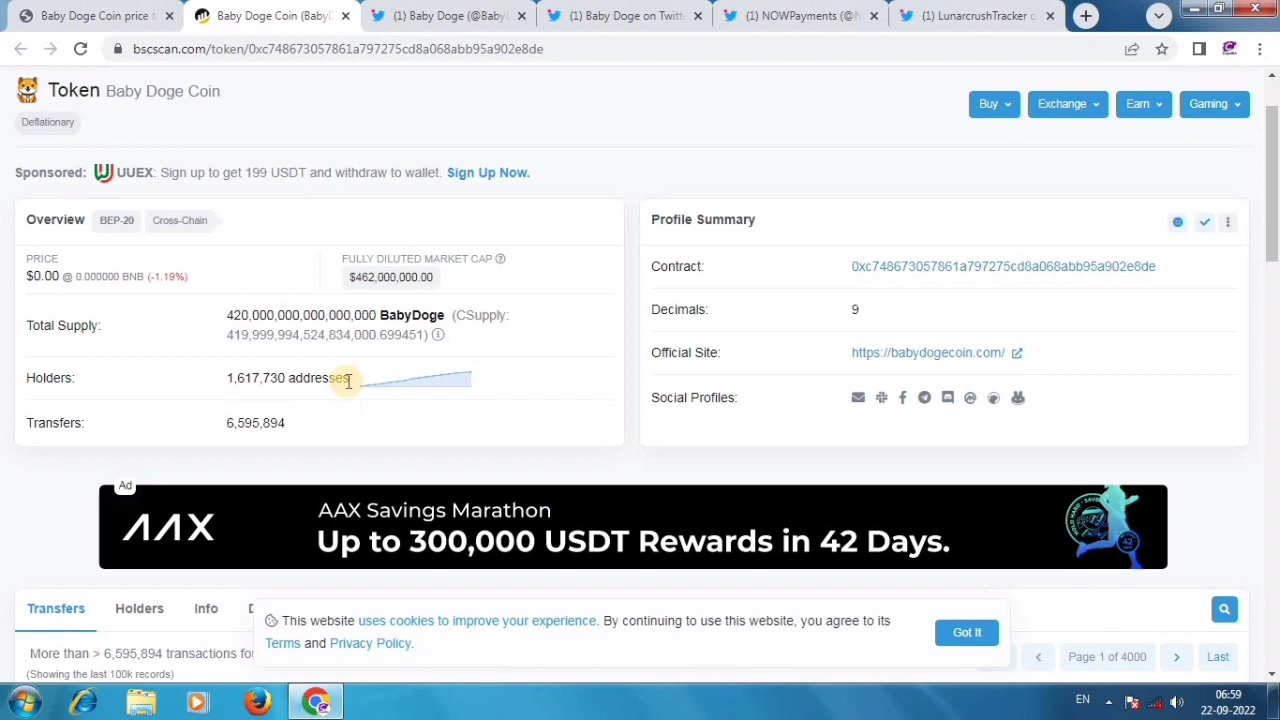 Baby Doge Coin price t
Baby Doge Coin (BabyD
(1) Baby Doge (@BabyD
(1) Baby Doge on Twitt
(1) NOWPayments (@N
(1) LunarcrushTracker o
bscscan.com/token/0xc748673057861a797275cd8a068abb95a902e8de
Token Baby Doge Coin
Buy
Exchange
Earn
Gaming
Deflationary
Sponsored: UUEX: Sign up to get 199 USDT and withdraw to wallet. Sign Up Now.
Overview BEP-20 Cross-Chain
PRICE
$0.00 @ 0.000000 BNB (-1.19%)
FULLY DILUTED MARKET CAP
$462,000,000.00
Total Supply:
420,000,000,000,000,000 BabyDoge (CSupply:
419,999,994,524,834,000.699451)
Holders:
1,617,730 addresses
Transfers:
6,595,894
Profile Summary
Contract:
0xc748673057861a797275cd8a068abb95a902e8de
Decimals:
9
Official Site:
https://babydogecoin.com/
Social Profiles:
Ad
AAX
AAX Savings Marathon
Up to 300,000 USDT Rewards in 42 Days.
Transfers
Holders
Info
More than > 6,595,894 transactions fou
(Showing the last 100k records)
This website uses cookies to improve your experience. By continuing to use this website, you agree to its
Terms and Privacy Policy.
Got It
Page 1 of 4000
Last
EN
06:59
22-09-2022